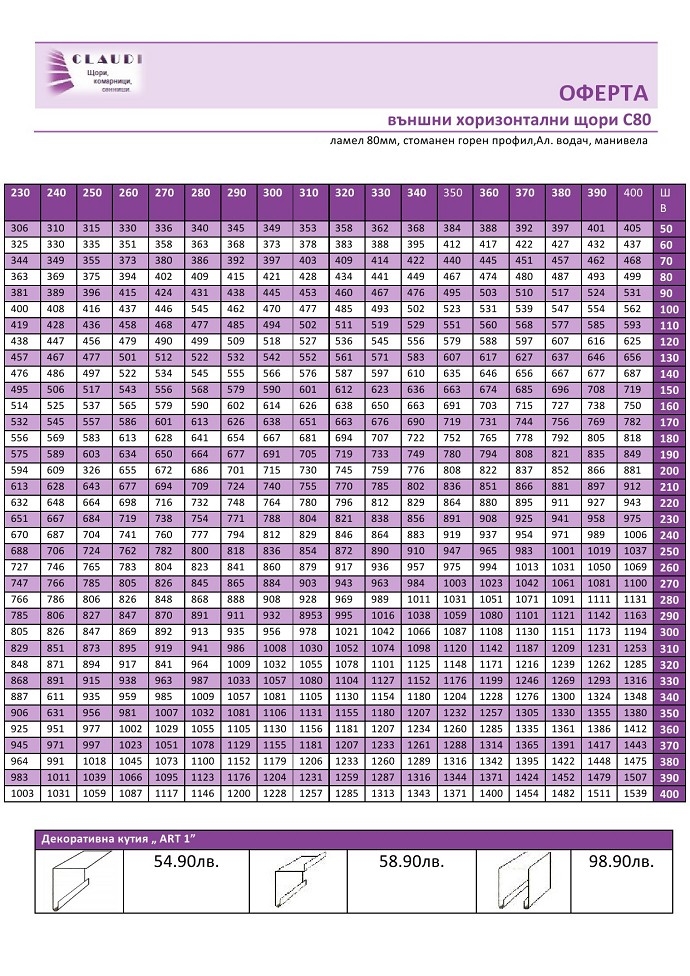 CLAUDI
Щори,
комарници,
сенници.
ОФЕРТА
външни хоризонтални щори С80
ламел 80мм, стоманен горен профил,Ал. водач, манивела
230 240 250 260 270 280 290 300 310 320 330 340 350 360 370 380 390 400 Ш
В
306 310 315 330 336 340 345 349 353 358 362 368 384 388 392 397 401 405 50
325 330 335 351 358 363 368 373 378 383 388 395 412 417 422 427 432 437 60
344 349 355 373 380 386 392 397 403 409 414 422 440 445 451 457 462 468 70
363 369 375 394 402 409 415 421 428 434 441 449 467 474 480 487 493 499 80
381 389 396 415 424 431 438 445 453 460 467 476 495 503 510 517 524 531 90
400 408 416 437 446 545 462 470 477 485 493 502 523 531 539 547 554 562 100
419 428 436 458 468 477 485 494 502 511 519 529 551 560 568 577 585 593 110
438 447 456 479 490 499 509 518 527 536 545 556 579 588 597 607 616 625 120
457 467 477 501 512 522 532 542 552 561 571 583 607 617 627 637 646 656 130
476 486 497 522 534 545 555 566 576 587 597 610 635 646 656 667 677 687 140
495 506 517 543 556 568 579 590 601 612 623 636 663 674 685 696 708 719 150
514 525 537 565 579 590 602 614 626 638 650 663 691 703 715 727 738 750 160
532 545 557 586 601 613 626 638 651 663 676 690 719 731 744 756 769 782 170
556 569 583 613 628 641 654 667 681 694 707 722 752 765 778 792 805 818 180
575 589 603 634 650 664 677 691 705 719 733 749 780 794 808 821 835 849 190
594 609 326 655 672 686 701 715 730 745 759 776 808 822 837 852 866 881 200
613 628 643 677 694 709 724 740 755 770 785 802 836 851 866 881 897 912 210
632 648 664 698 716 732 748 764 780 796 812 829 864 880 895 911 927 943 220
651 667 684 719 738 754 771 788 804 821 838 856 891 908 925 941 958 975 230
670 687 704 741 760 777 794 812 829 846 864 883 919 937 954 971 989 1006 240
688 706 724 762 782 800 818 836 854 872 890 910 947 965 983 1001 1019 1037 250
727 746 765 783 804 823 841 860 879 917 936 957 975 994 1013 1031 1050 1069 260
747 766 785 805 826 845 865 884 903 943 963 984 1003 1023 1042 1061 1081 1100 270
766 786 806 826 848 868 888 908 928 969 989 1011 1031 1051 1071 1091 1111 1131 280
785 806 827 847 870 891 911 932 8953 995 1016 1038 1059 1080 1101 1121 1142 1163 290
805 826 847 869 892 913 935 956 978 1021 1042 1066 1087 1108 1130 1151 1173 1194 300
829 851 873 895 919 941 986 1008 1030 1052 1074 1098 1120 1142 1187 1209 1231 1253 310
848 871 894 917 841 964 1009 1032 1055 1078 1101 1125 1148 1171 1216 1239 1262 1285 320
868 891 915 938 963 987 1033 1057 1080 1104 1127 1152 1176 1199 1246 1269 1293 1316 330
887 611 935 959 985 1009 1057 1081 1105 1130 1154 1180 1204 1228 1276 1300 1324 1348 340
906 631 956 981 1007 1032 1081 1106 1131 1155 1180 1207 1232 1257 1305 1330 1355 1380 350
925 951 977 1002 1029 1055 1105 1130 1156 1181 1207 1234 1260 1285 1335 1361 1386 1412 360
945 971 997 1023 1051 1078 1129 1155 1181 1207 1233 1261 1288 1314 1365 1391 1417 1443 370
964 991 1018 1045 1073 1100 1152 1179 1206 1233 1260 1289 1316 1342 1395 1422 1448 1475 380
983 1011 1039 1066 1095 1123 1176 1204 1231 1259 1287 1316 1344 1371 1424 1452 1479 1507 390
1003 1031 1059 1087 1117 1146 1200 1228 1257 1285 1313 1343 1371 1400 1454 1482 1511 1539 400
Декоративна кутия „ ART 1”
54.90лв. 58.90лв. 98.90лв.